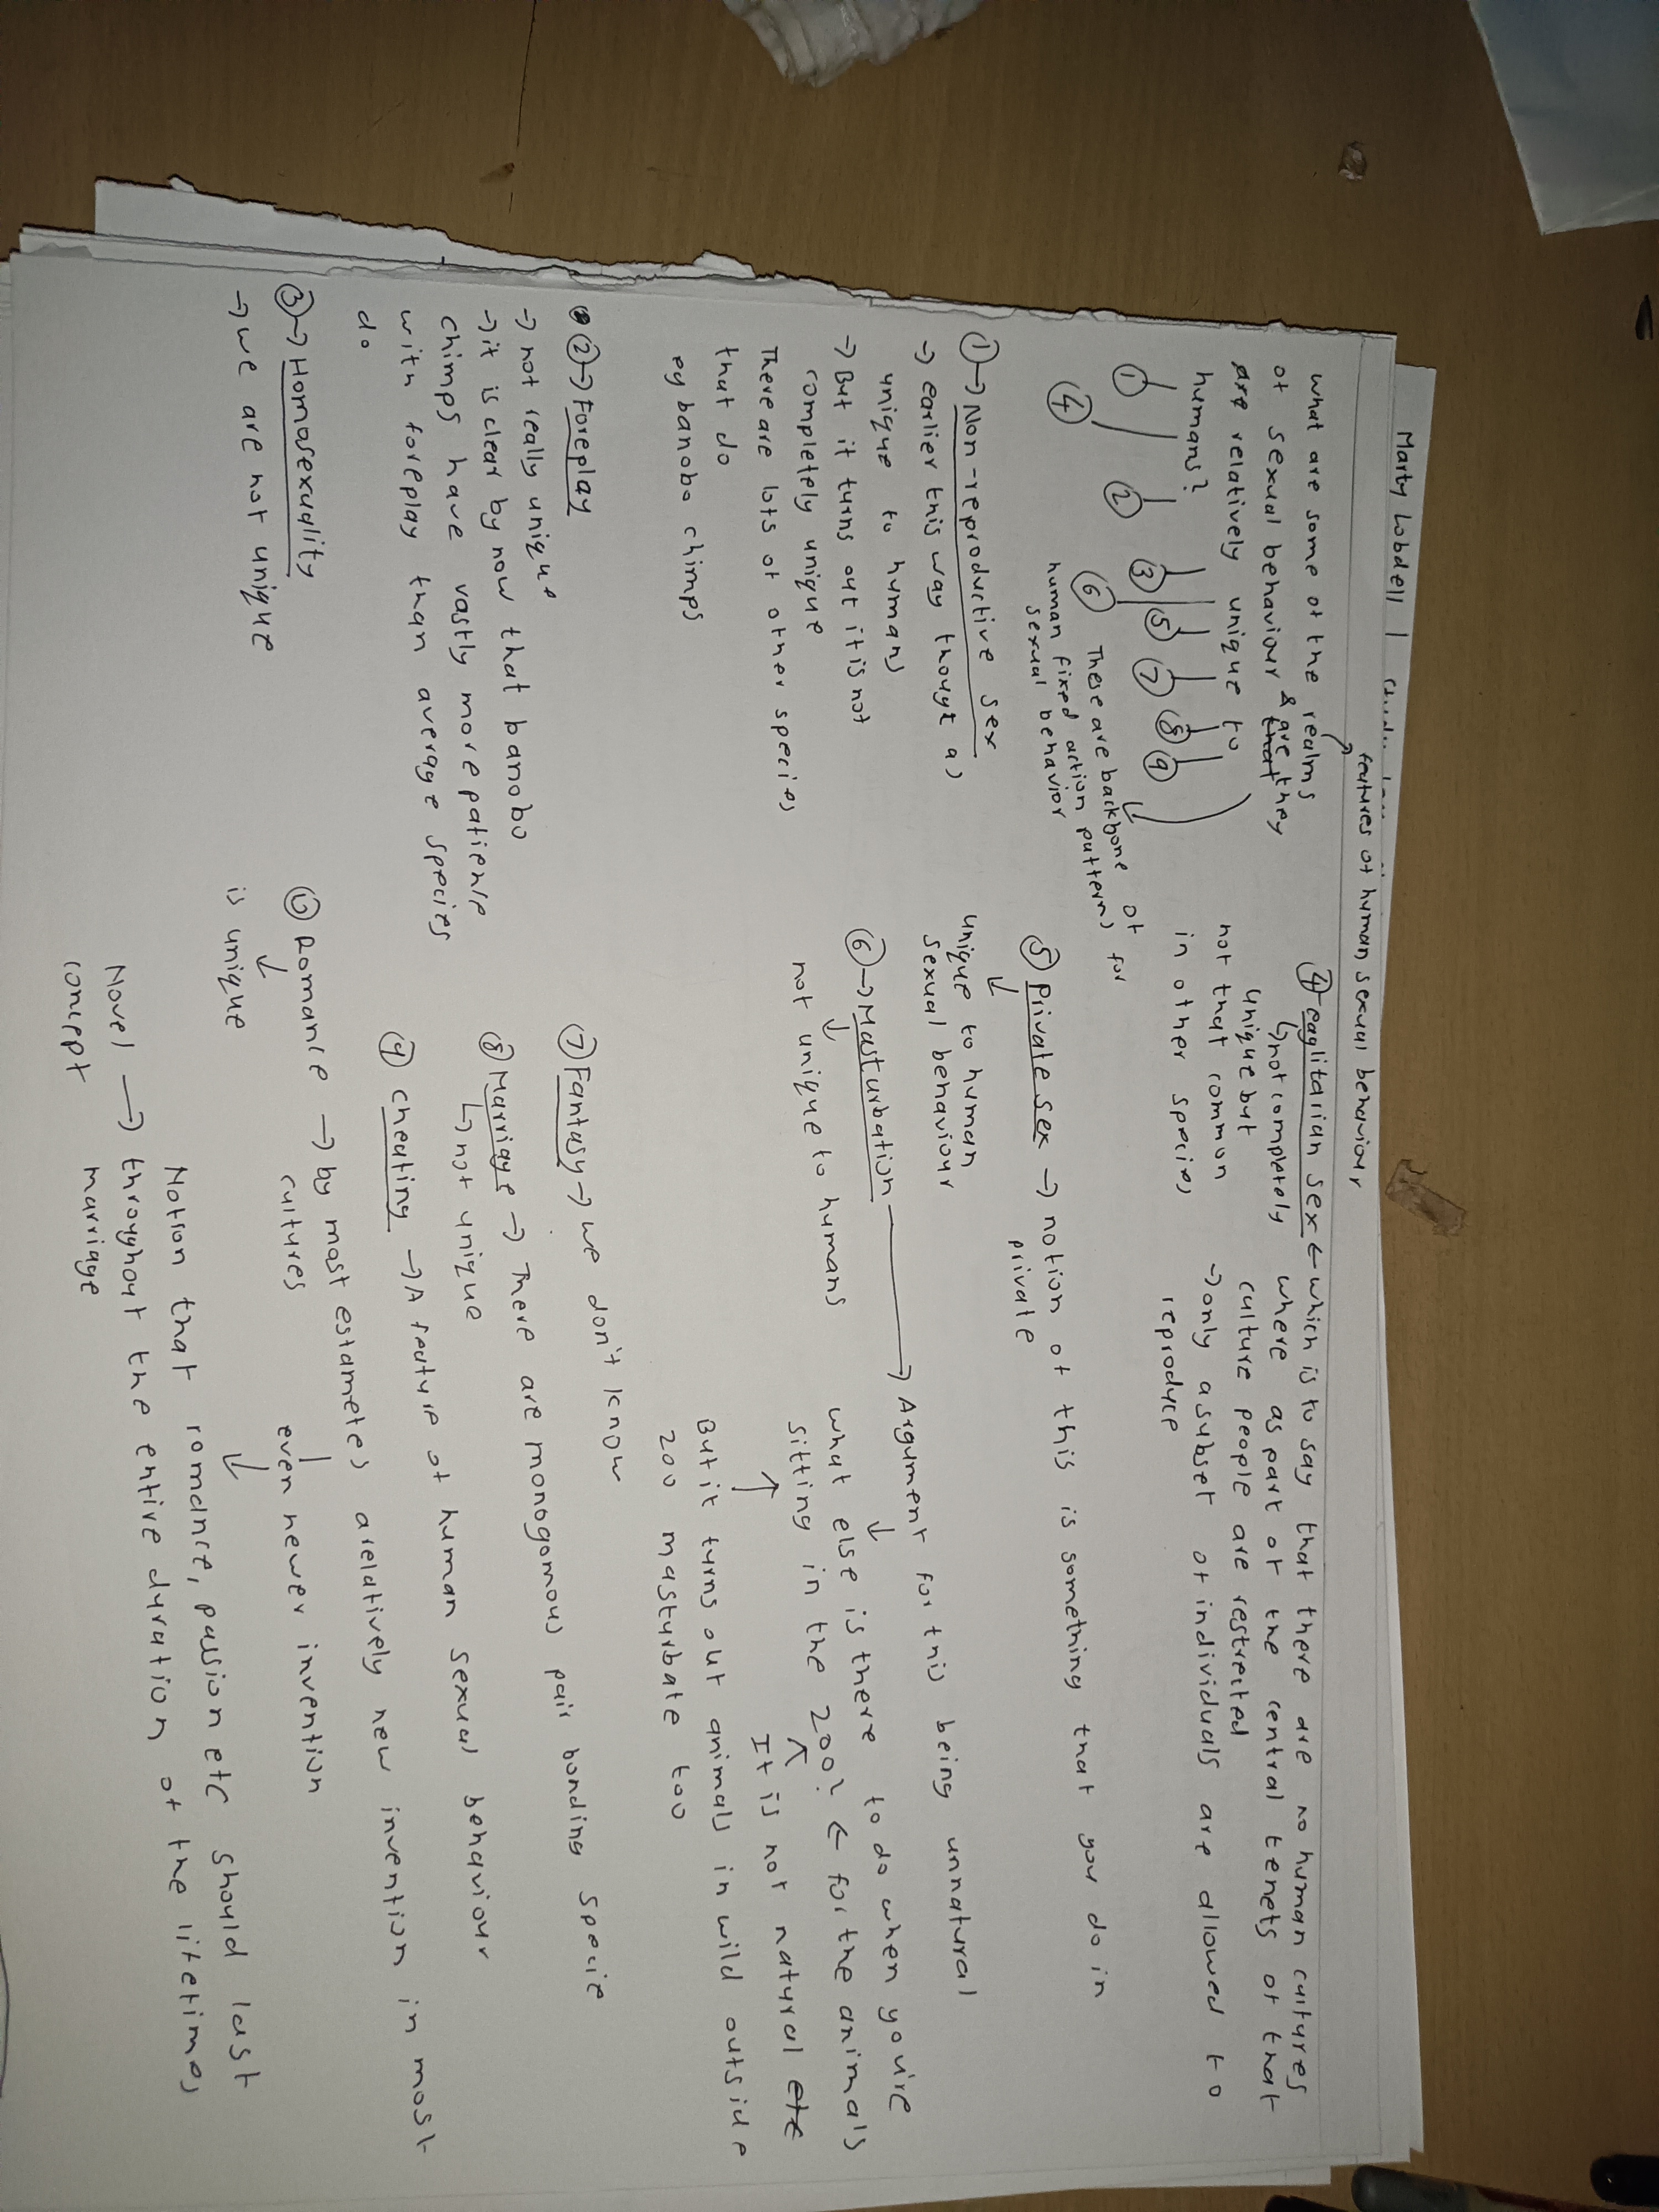 Marty Lobdell |
features of human sexual behaviour
what are some of the realms
of sexual behaviour & are they
are relatively unique to
humans?
① ② ③ ⑤ ⑦ ⑧ ⑨
④ ⑥ These are backbone of
human fixed action patterns for
sexual behavior
①→Non-reproductive sex
→ earlier this way thougt as
unique to humans
→ But it turns out it is not
completely unique
There are lots of other species
that do
eg banobo chimps
②→Foreplay
→ not really unique
→ it is clear by now that banobo
chimps have vastly more patience
with foreplay than average species
do
③→Homosexuality
→ we are not unique
④-eaglitarian sex ← which is to say that there are no human cultures
↳not completely where as part of the central tenets of that
unique but culture people are restrected
not that common → only a subset of individuals are allowed to
in other species reproduce
⑤ Private sex → notion of this is something that you do in
↓ private
unique to human
sexual behaviour
⑥→Masturbation → Argument for this being unnatural
↓ ↓
not unique to humans what else is there to do when youire
sitting in the zoo? ← for the animals
↑ It is not natural etc
But it turns out animals in wild outside
zoo masturbate too
⑦ Fantasy → we don't know
⑧ Marriage → There are monogomous pair bonding specie
↳ not unique
⑨ cheating → A feature of human sexual behaviour
⑩ Romance → by most estametes a relatively new invention in most
↓ cultures
is unique even newer invention
↓
Notion that romance, passion etc should last
Novel → throughout the entire duration of the lifetimes
concept marriage